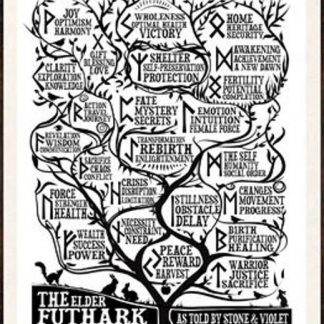 JOY
OPTIMISM
HARMONY
WHOLENESS
OPTIMAL HEALTH
VICTORY
HOME
HERITAGE
SECURITY
GIFT
BLESSING
LOVE
SHELTER
SELF-PRESERVATION
PROTECTION
AWAKENING
ACHIEVEMENT
A NEW DAWN
CLARITY
EXPLORATION
KNOWLEDGE
FERTILITY
POTENTIAL
COMPLETION
ACTION
TRAVEL
JOURNEY
FATE
MYSTERY
SECRETS
EMOTION
INTUITION
FEMALE FORCE
REVELATION
WISDOM
COMMUNICATION
TRANSFORMATION
REBIRTH
ENLIGHTENMENT
SACRIFICE
CHAOS
CONFLICT
THE SELF
HUMANITY
SOCIAL ORDER
FORCE
STRENGTH
HEALTH
CRISIS
DISRUPTION
LIMITATION
STILLNESS
OBSTACLE
DELAY
CHANGES
MOVEMENT
PROGRESS
WEALTH
SUCCESS
POWER
NECESSITY
CONSTRAINT
NEED
BIRTH
PURIFICATION
HEALING
PEACE
REWARD
HARVEST
WARRIOR
JUSTICE
SACRIFICE
THE ELDER
FUTHARK
AS TOLD BY STONE & VIOLET